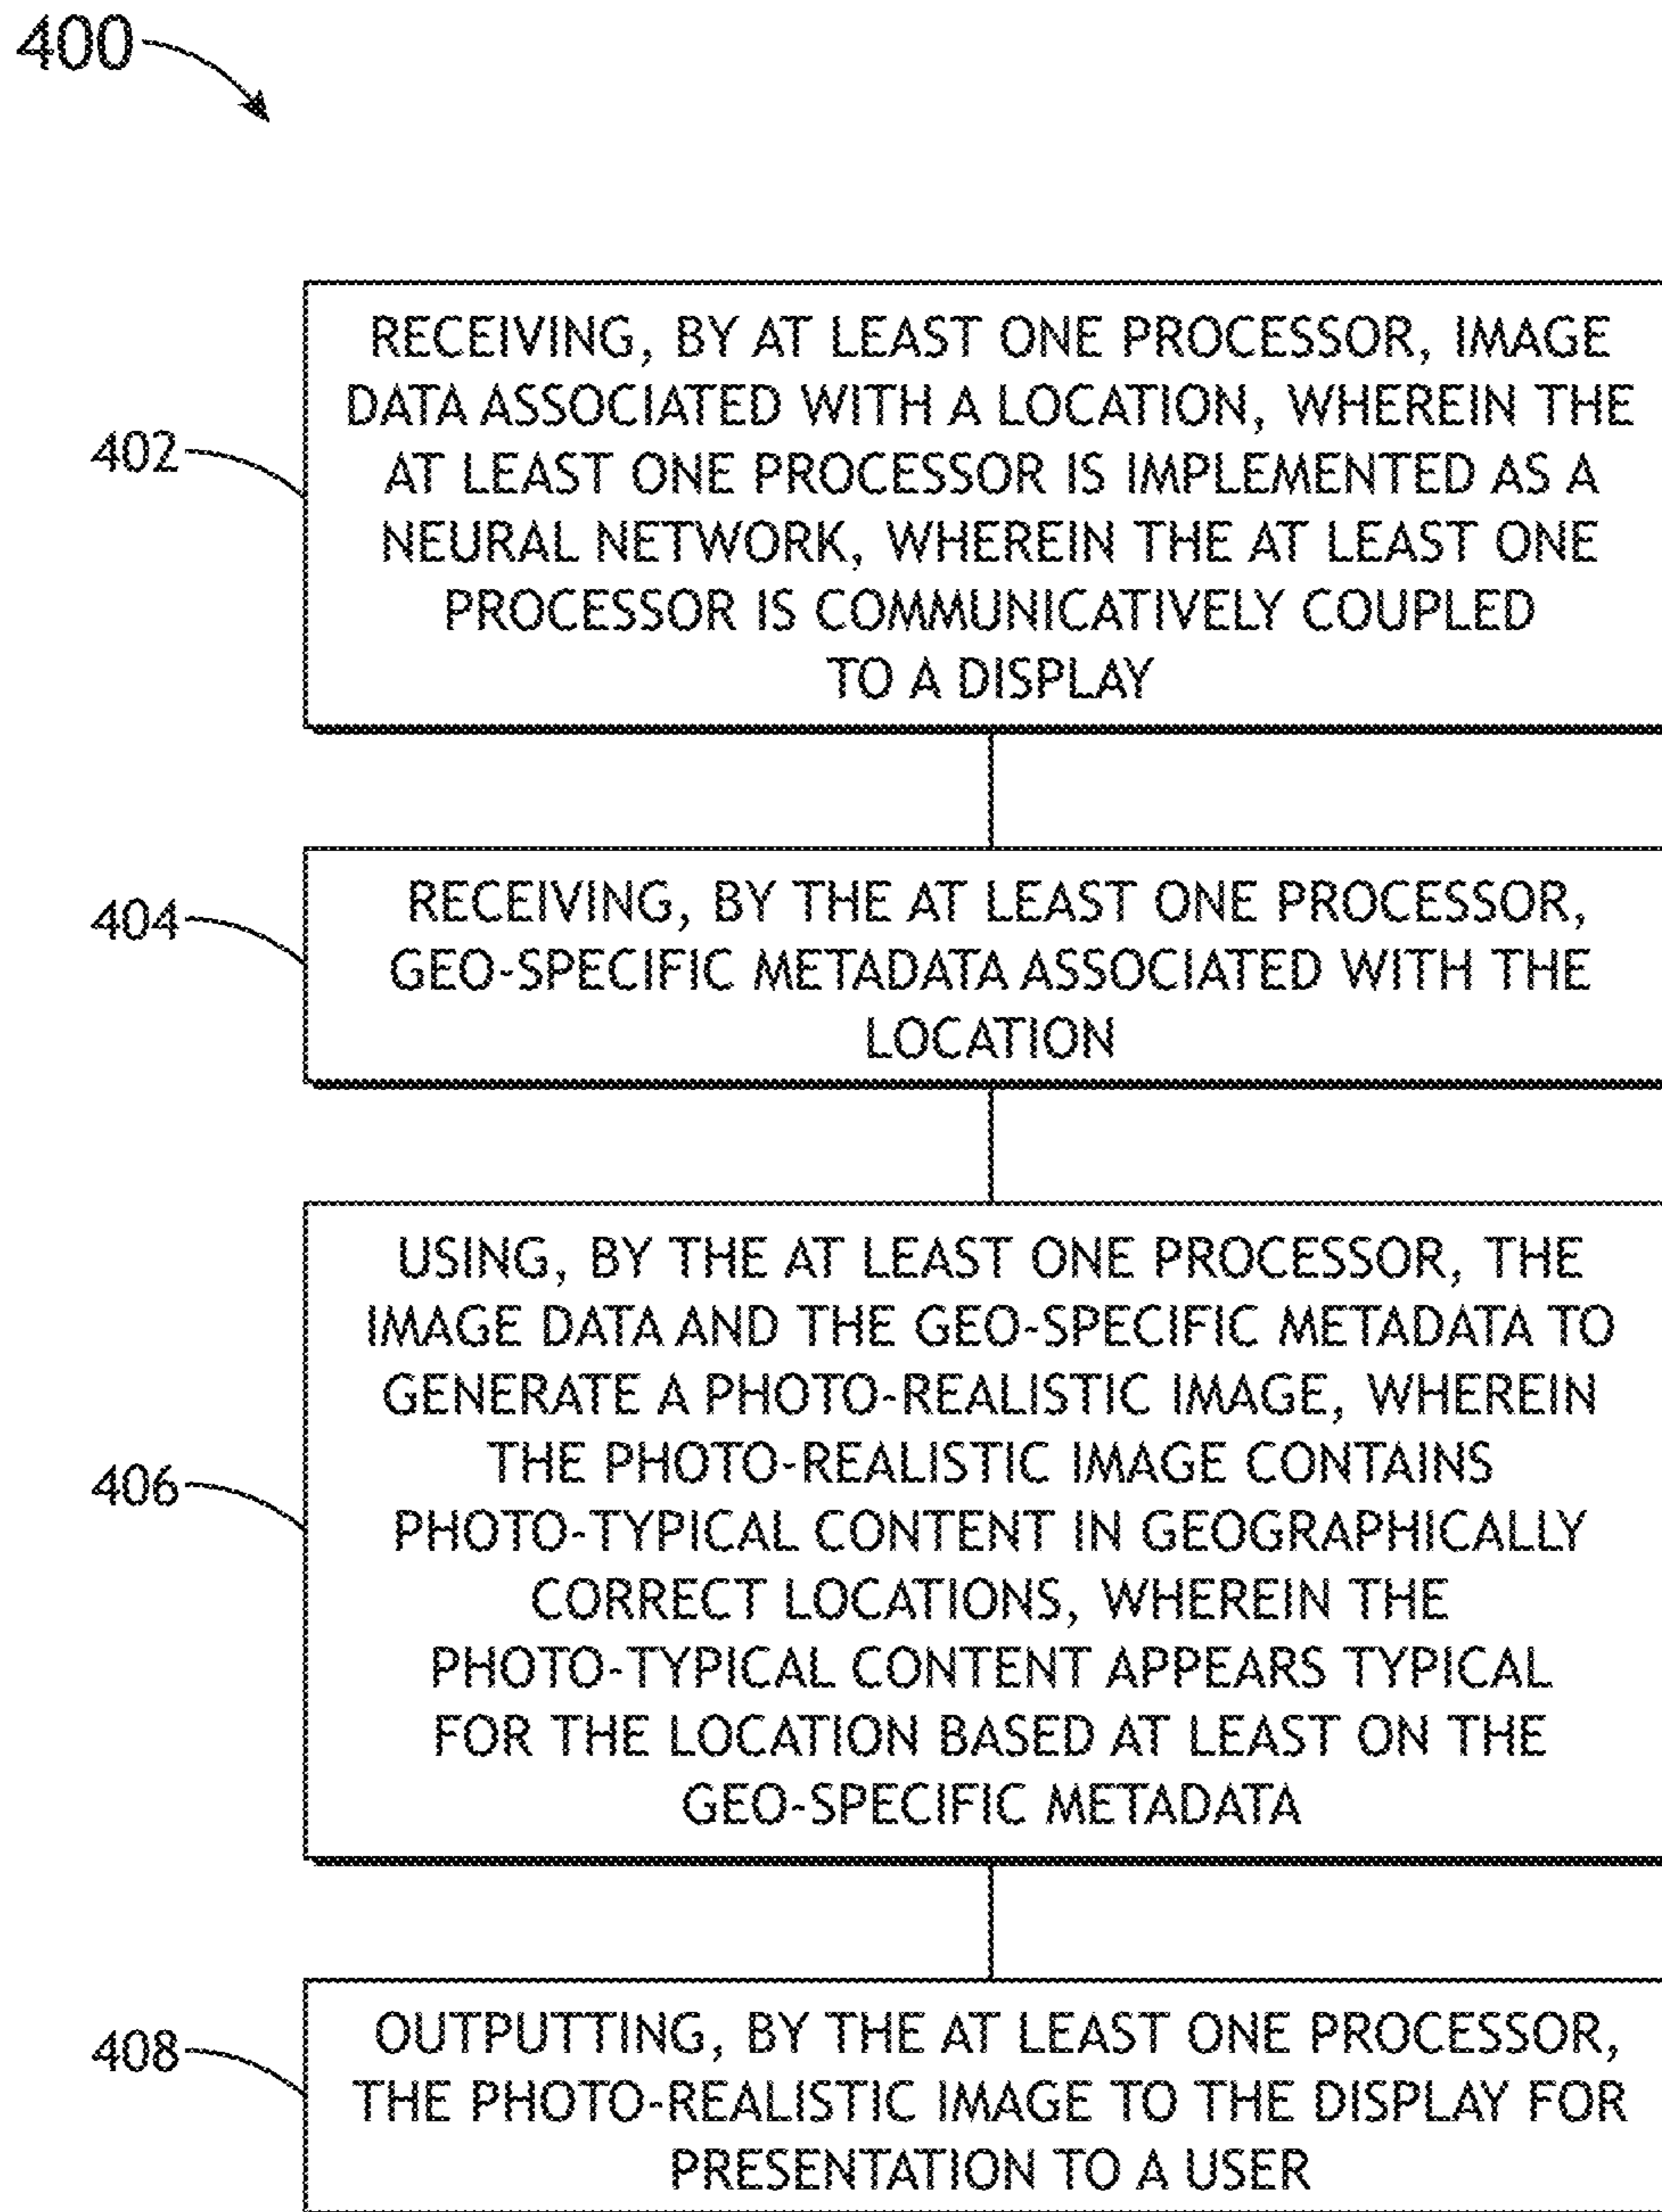 400
402
RECEIVING, BY AT LEAST ONE PROCESSOR, IMAGE
DATA ASSOCIATED WITH A LOCATION, WHEREIN THE
AT LEAST ONE PROCESSOR IS IMPLEMENTED AS A
NEURAL NETWORK, WHEREIN THE AT LEAST ONE
PROCESSOR IS COMMUNICATIVELY COUPLED
TO A DISPLAY
404
RECEIVING, BY THE AT LEAST ONE PROCESSOR,
GEO-SPECIFIC METADATA ASSOCIATED WITH THE
LOCATION
406
USING, BY THE AT LEAST ONE PROCESSOR, THE
IMAGE DATA AND THE GEO-SPECIFIC METADATA TO
GENERATE A PHOTO-REALISTIC IMAGE, WHEREIN
THE PHOTO-REALISTIC IMAGE CONTAINS
PHOTO-TYPICAL CONTENT IN GEOGRAPHICALLY
CORRECT LOCATIONS, WHEREIN THE
PHOTO-TYPICAL CONTENT APPEARS TYPICAL
FOR THE LOCATION BASED AT LEAST ON THE
GEO-SPECIFIC METADATA
408
OUTPUTTING, BY THE AT LEAST ONE PROCESSOR,
THE PHOTO-REALISTIC IMAGE TO THE DISPLAY FOR
PRESENTATION TO A USER